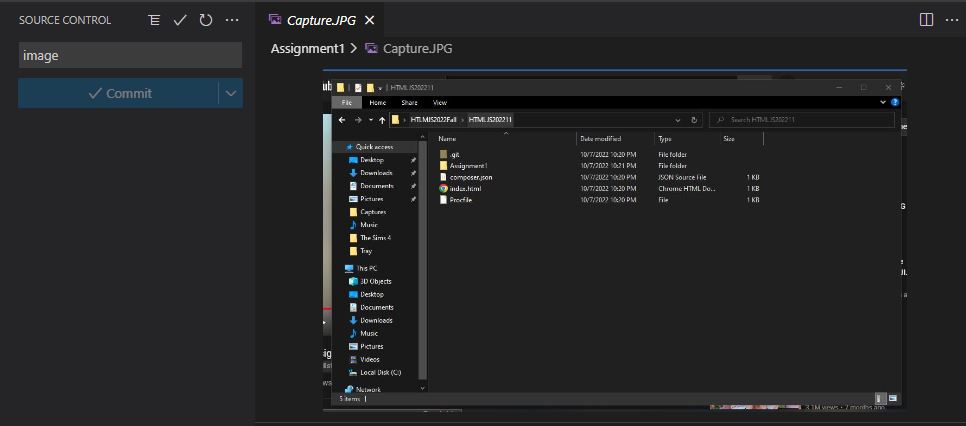 SOURCE CONTROL
image
Commit
Capture.JPG
Assignment1 > Capture.JPG
HTMLJS202211
File Home Share View
HTLMJS2022Fall > HTMLJS202211
Search HTMLJS202211
Name Date modified Type Size
.git 10/7/2022 10:20 PM File folder
Assignment1 10/7/2022 10:21 PM File folder
composer.json 10/7/2022 10:20 PM JSON Source File 1 KB
index.html 10/7/2022 10:20 PM Chrome HTML Do... 1 KB
Procfile 10/7/2022 10:20 PM File 1 KB
Quick access
Desktop
Downloads
Documents
Pictures
Captures
Music
The Sims 4
Tray
This PC
3D Objects
Desktop
Documents
Downloads
Music
Pictures
Videos
Local Disk (C:)
Network
5 items
3.1M views • 7 months ago